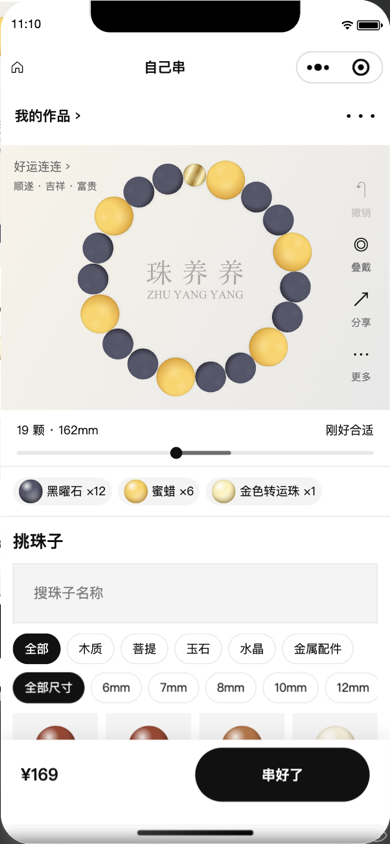 11:10
自己串
我的作品 >
好运连连 >
顺遂 · 吉祥 · 富贵
撤销
叠戴
分享
更多
珠养养
ZHU YANG YANG
19 颗 · 162mm
刚好合适
黑曜石 ×12
蜜蜡 ×6
金色转运珠 ×1
挑珠子
搜珠子名称
全部
木质
菩提
玉石
水晶
金属配件
全部尺寸
6mm
7mm
8mm
10mm
12mm
¥169
串好了